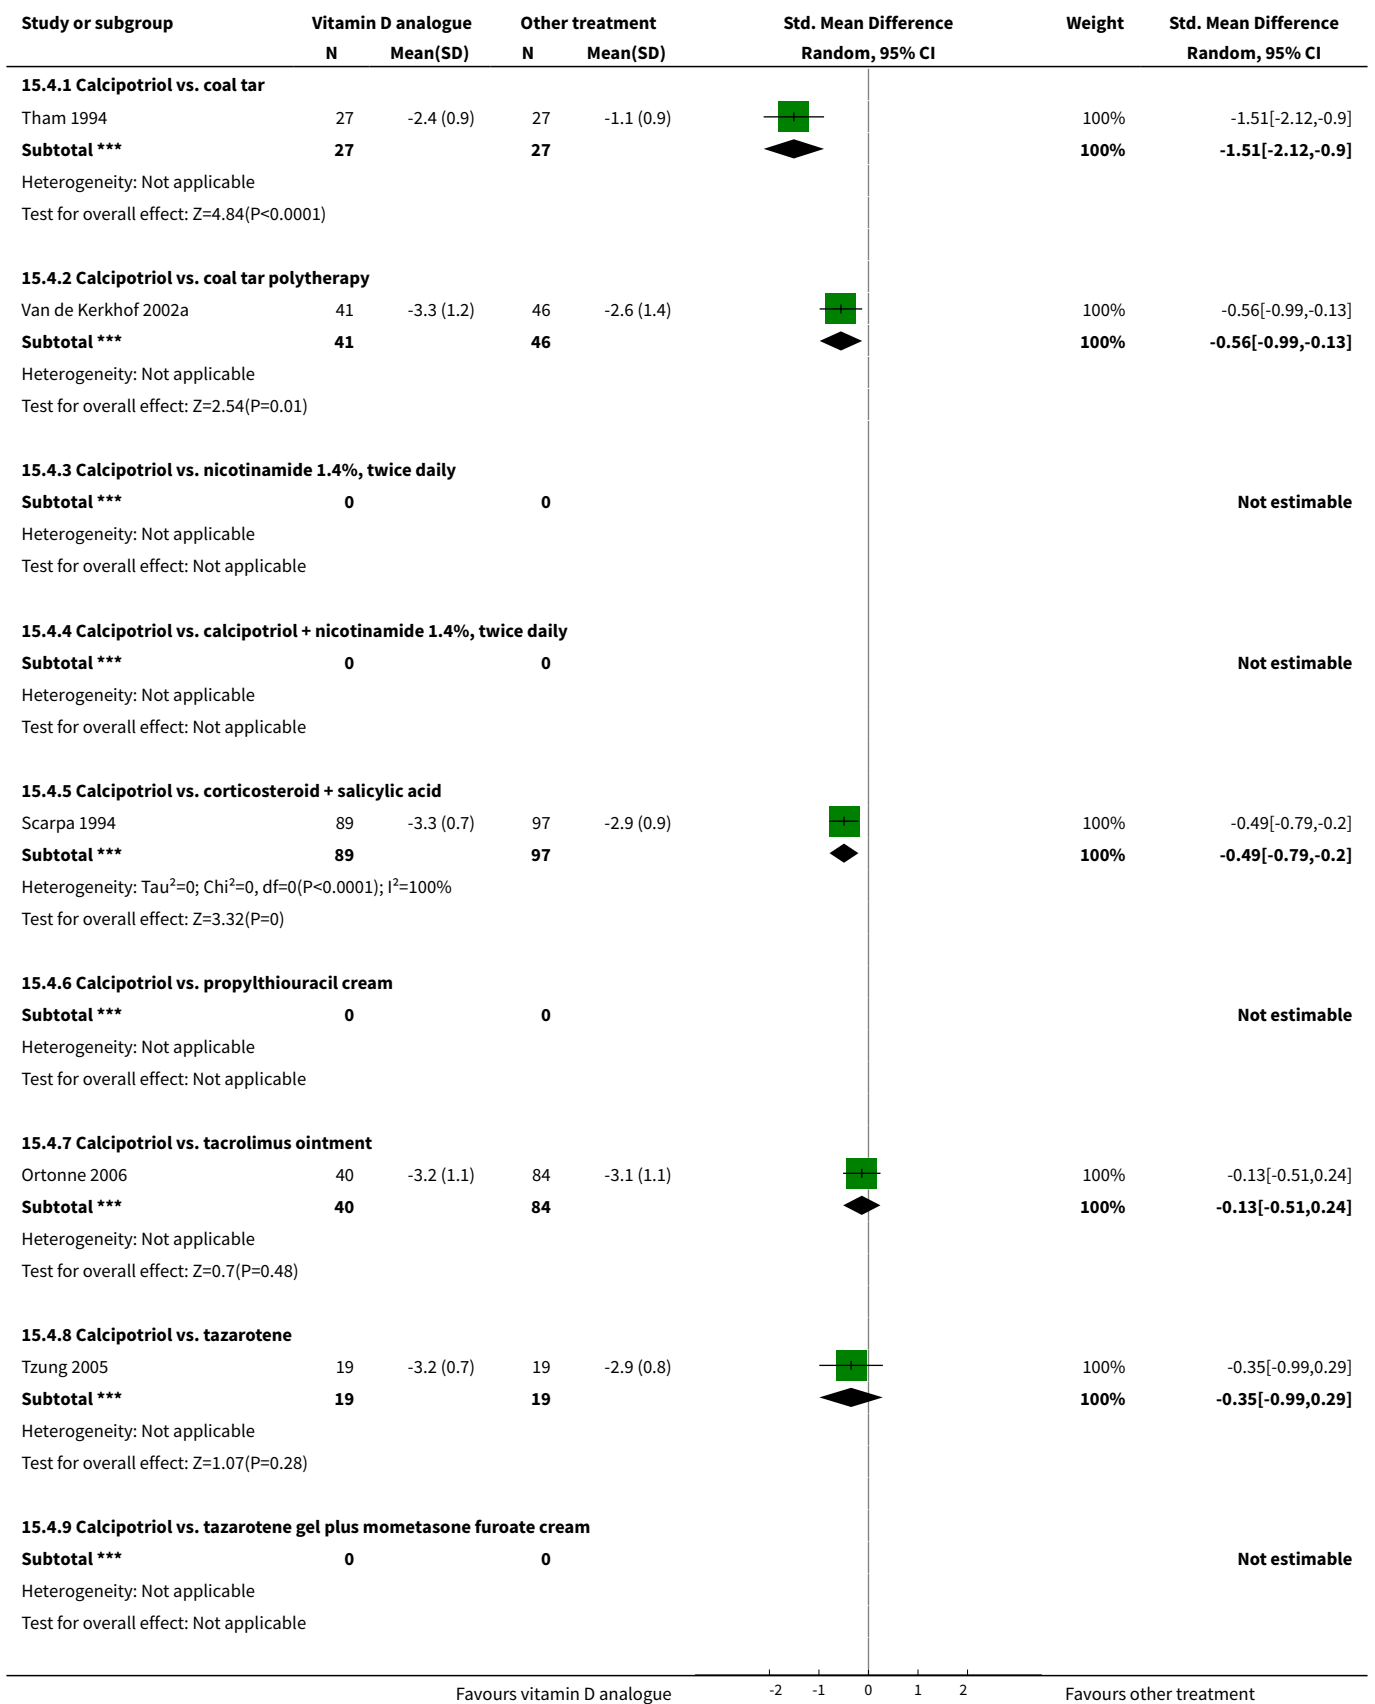 Study or subgroup Vitamin D analogue Other treatment Std. Mean Difference Weight Std. Mean Difference
N Mean(SD) N Mean(SD) Random, 95% CI Random, 95% CI
15.4.1 Calcipotriol vs. coal tar
Tham 1994 27 -2.4 (0.9) 27 -1.1 (0.9) 100% -1.51[-2.12,-0.9]
Subtotal *** 27 27 100% -1.51[-2.12,-0.9]
Heterogeneity: Not applicable
Test for overall effect: Z=4.84(P<0.0001)
15.4.2 Calcipotriol vs. coal tar polytherapy
Van de Kerkhof 2002a 41 -3.3 (1.2) 46 -2.6 (1.4) 100% -0.56[-0.99,-0.13]
Subtotal *** 41 46 100% -0.56[-0.99,-0.13]
Heterogeneity: Not applicable
Test for overall effect: Z=2.54(P=0.01)
15.4.3 Calcipotriol vs. nicotinamide 1.4%, twice daily
Subtotal *** 0 0 Not estimable
Heterogeneity: Not applicable
Test for overall effect: Not applicable
15.4.4 Calcipotriol vs. calcipotriol + nicotinamide 1.4%, twice daily
Subtotal *** 0 0 Not estimable
Heterogeneity: Not applicable
Test for overall effect: Not applicable
15.4.5 Calcipotriol vs. corticosteroid + salicylic acid
Scarpa 1994 89 -3.3 (0.7) 97 -2.9 (0.9) 100% -0.49[-0.79,-0.2]
Subtotal *** 89 97 100% -0.49[-0.79,-0.2]
Heterogeneity: Tau²=0; Chi²=0, df=0(P<0.0001); I²=100%
Test for overall effect: Z=3.32(P=0)
15.4.6 Calcipotriol vs. propylthiouracil cream
Subtotal *** 0 0 Not estimable
Heterogeneity: Not applicable
Test for overall effect: Not applicable
15.4.7 Calcipotriol vs. tacrolimus ointment
Ortonne 2006 40 -3.2 (1.1) 84 -3.1 (1.1) 100% -0.13[-0.51,0.24]
Subtotal *** 40 84 100% -0.13[-0.51,0.24]
Heterogeneity: Not applicable
Test for overall effect: Z=0.7(P=0.48)
15.4.8 Calcipotriol vs. tazarotene
Tzung 2005 19 -3.2 (0.7) 19 -2.9 (0.8) 100% -0.35[-0.99,0.29]
Subtotal *** 19 19 100% -0.35[-0.99,0.29]
Heterogeneity: Not applicable
Test for overall effect: Z=1.07(P=0.28)
15.4.9 Calcipotriol vs. tazarotene gel plus mometasone furoate cream
Subtotal *** 0 0 Not estimable
Heterogeneity: Not applicable
Test for overall effect: Not applicable
Favours vitamin D analogue -2 -1 0 1 2 Favours other treatment